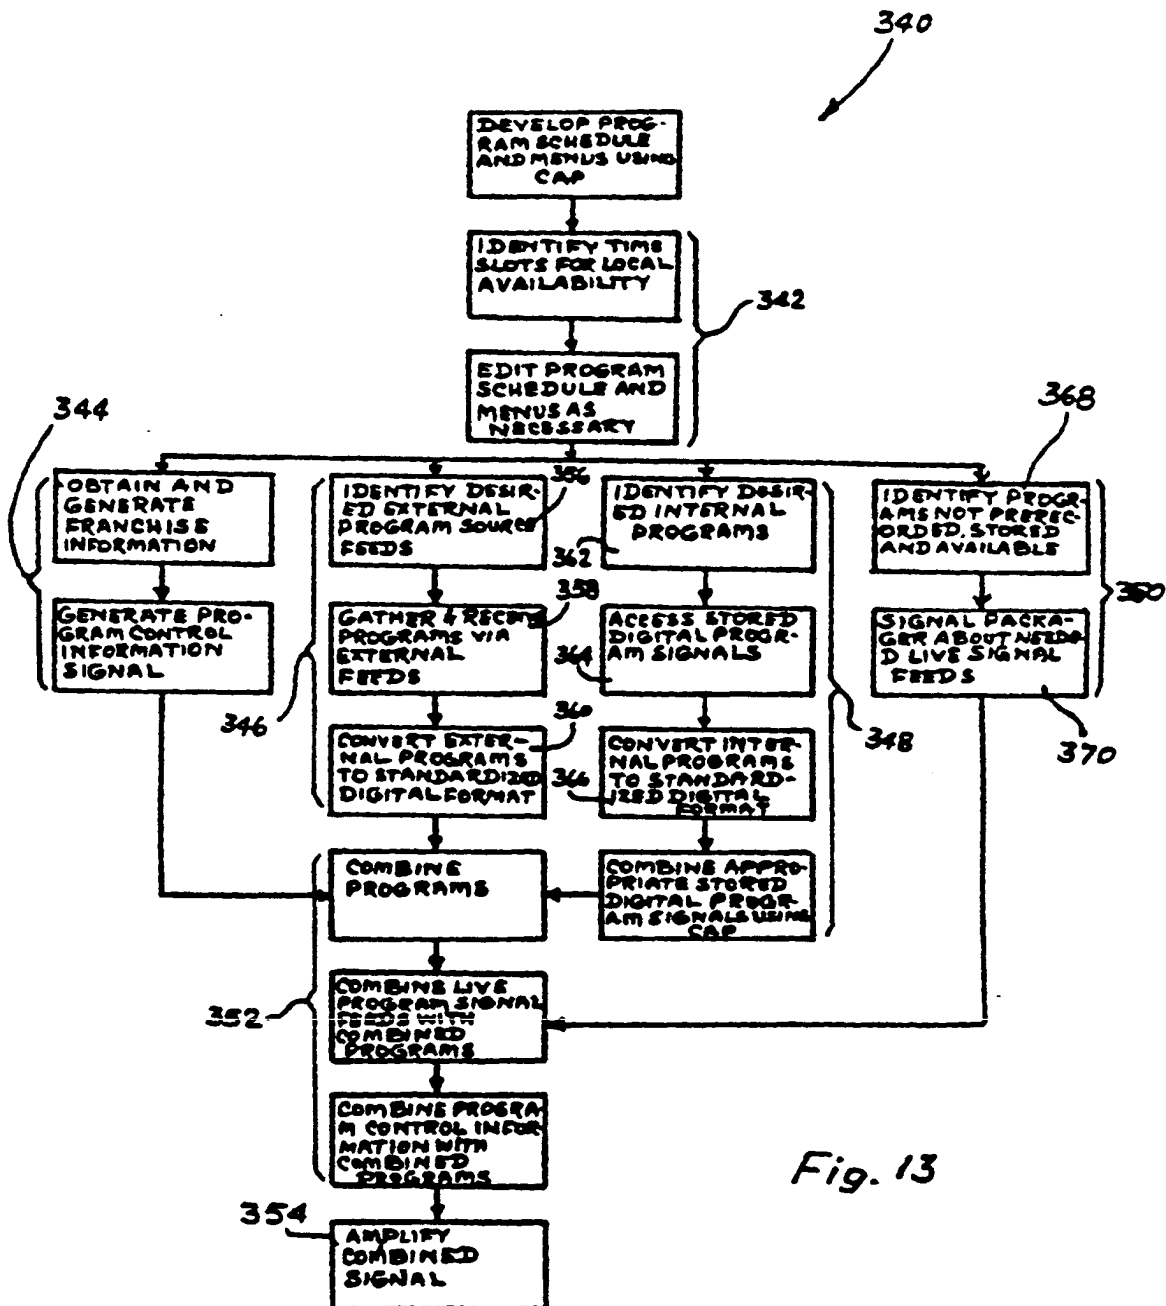 340
DEVELOP PROG-
RAM SCHEDULE
AND MENUS USING
CAP
IDENTIFY TIME
SLOTS FOR LOCAL
AVAILABILITY
342
EDIT PROGRAM
SCHEDULE AND
MENUS AS
NECESSARY
344
OBTAIN AND
GENERATE
FRANCHISE
INFORMATION
GENERATE PRO-
GRAM CONTROL
INFORMATION
SIGNAL
346
IDENTIFY DESIR-
ED EXTERNAL
PROGRAM SOURCE
FEEDS
356
GATHER & RECEIVE
PROGRAMS VIA
EXTERNAL
FEEDS
358
CONVERT EXTER-
NAL PROGRAMS
TO STANDARDIZED
DIGITAL FORMAT
360
IDENTIFY DESIR-
ED INTERNAL
PROGRAMS
362
ACCESS STORED
DIGITAL PROGR-
AM SIGNALS
364
CONVERT INTER-
NAL PROGRAMS
TO STANDARD-
IZED DIGITAL
FORMAT
366
COMBINE APPRO-
PRIATE STORED
DIGITAL PROGR-
AM SIGNALS USING
CAP
348
368
IDENTIFY PROGR-
AMS NOT PREREC-
ORDED, STORED
AND AVAILABLE
350
SIGNAL PACKA-
GER ABOUT NEEDE-
D LIVE SIGNAL
FEEDS
370
COMBINE
PROGRAMS
352
COMBINE LIVE
PROGRAM SIGNAL
FEEDS WITH
COMBINED
PROGRAMS
COMBINE PROGRA-
M CONTROL INFOR-
MATION WITH
COMBINED
PROGRAMS
354
AMPLIFY
COMBINED
SIGNAL
Fig. 13